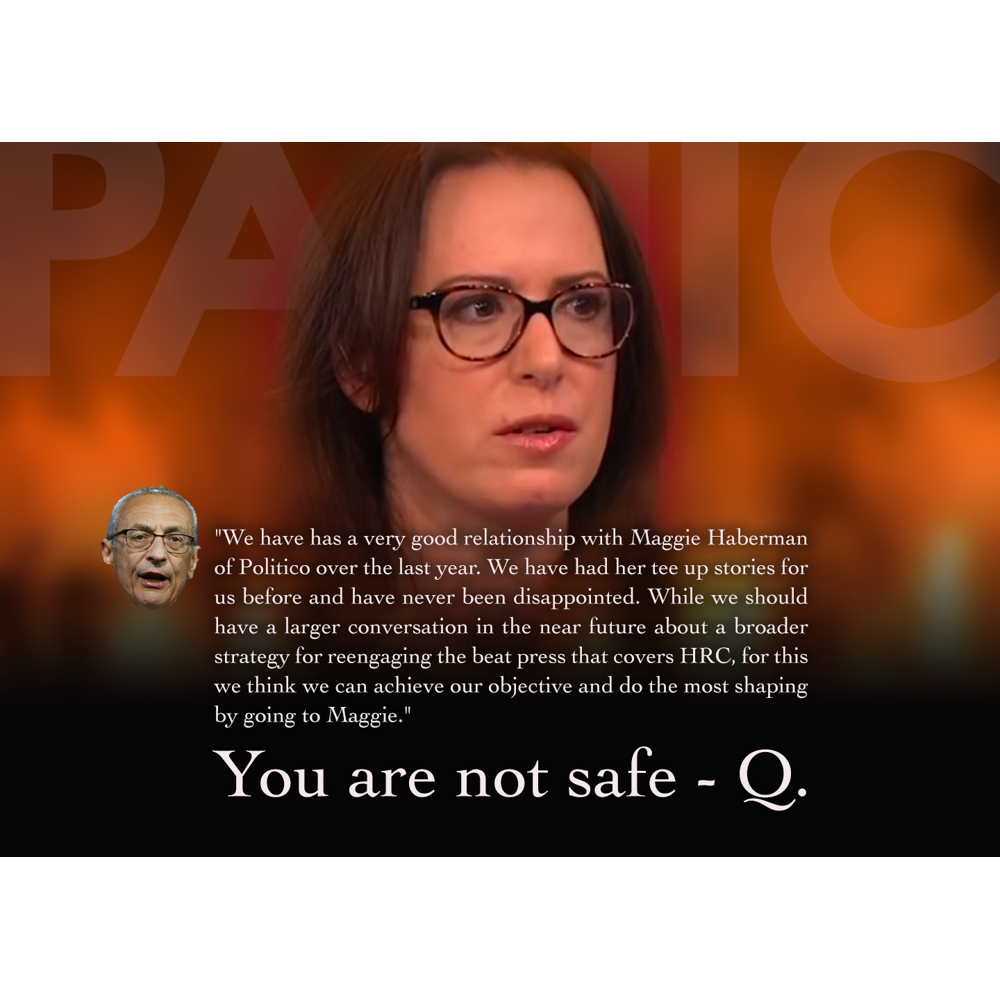 PANIC
"We have has a very good relationship with Maggie Haberman
of Politico over the last year. We have had her tee up stories for
us before and have never been disappointed. While we should
have a larger conversation in the near future about a broader
strategy for reengaging the beat press that covers HRC, for this
we think we can achieve our objective and do the most shaping
by going to Maggie."
You are not safe - Q.